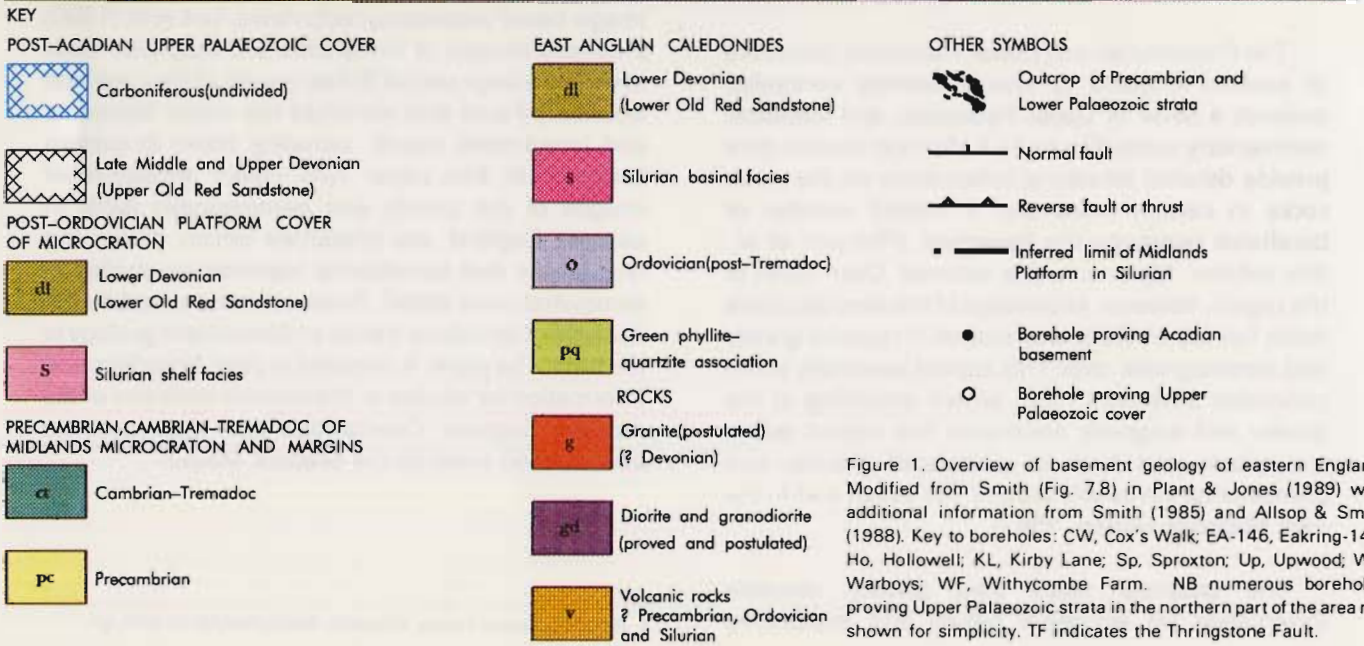 KEY
POST–ACADIAN UPPER PALAEOZOIC COVER
Carboniferous(undivided)
Late Middle and Upper Devonian
(Upper Old Red Sandstone)
POST–ORDOVICIAN PLATFORM COVER
OF MICROCRATON
dl
Lower Devonian
(Lower Old Red Sandstone)
S
Silurian shelf facies
PRECAMBRIAN,CAMBRIAN–TREMADOC OF
MIDLANDS MICROCRATON AND MARGINS
ct
Cambrian–Tremadoc
pc
Precambrian
EAST ANGLIAN CALEDONIDES
dl
Lower Devonian
(Lower Old Red Sandstone)
s
Silurian basinal facies
o
Ordovician(post–Tremadoc)
pq
Green phyllite–
quartzite association
ROCKS
g
Granite(postulated)
(? Devonian)
gd
Diorite and granodiorite
(proved and postulated)
v
Volcanic rocks
? Precambrian, Ordovician
and Silurian
OTHER SYMBOLS
Outcrop of Precambrian and
Lower Palaeozoic strata
Normal fault
Reverse fault or thrust
Inferred limit of Midlands
Platform in Silurian
Borehole proving Acadian
basement
Borehole proving Upper
Palaeozoic cover
Figure 1. Overview of basement geology of eastern Englan
Modified from Smith (Fig. 7.8) in Plant & Jones (1989) w
additional information from Smith (1985) and Allsop & Sm
(1988). Key to boreholes: CW, Cox's Walk; EA-146, Eakring-14
Ho, Hollowell; KL, Kirby Lane; Sp, Sproxton; Up, Upwood; W
Warboys; WF, Withycombe Farm. NB numerous borehol
proving Upper Palaeozoic strata in the northern part of the area n
shown for simplicity. TF indicates the Thringstone Fault.